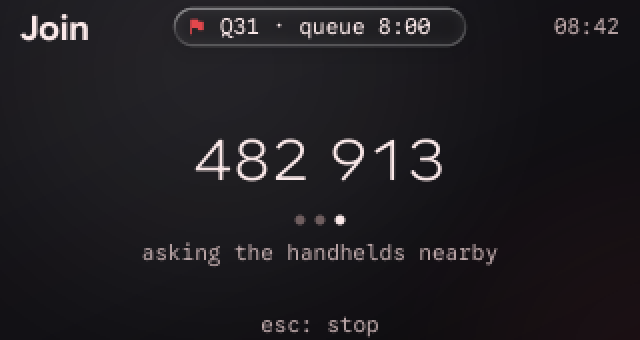 Join
Q31 · queue 8:00
08:42
482 913
asking the handhelds nearby
esc: stop